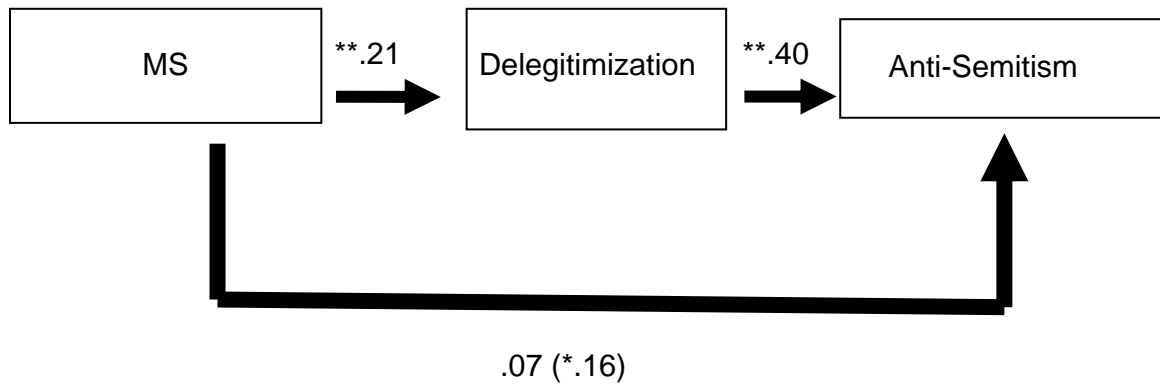 MS
**.21
Delegitimization
**.40
Anti-Semitism
.07 (*.16)